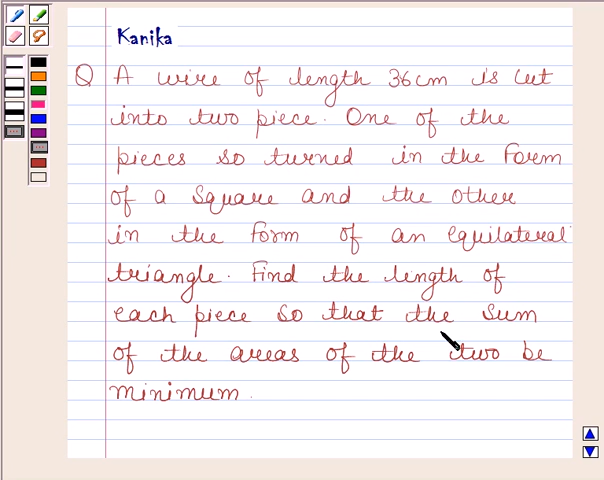 Kanika
Q A wire of length 36cm is cut
into two piece. One of the
pieces so turned in the Form
of a Square and the other
in the Form of an equilateral
triangle. Find the length of
each piece so that the Sum
of the areas of the two be
minimum.